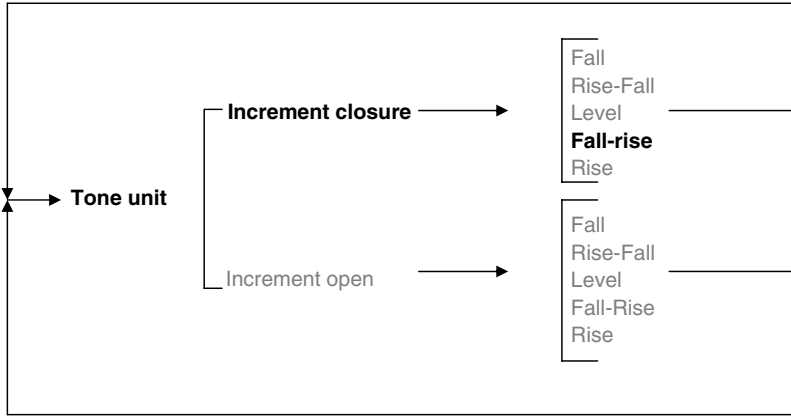 Fall
Rise-Fall
Increment closure
Level
Fall-rise
Rise
Tone unit
Fall
Rise-Fall
Increment open
Level
Fall-Rise
Rise